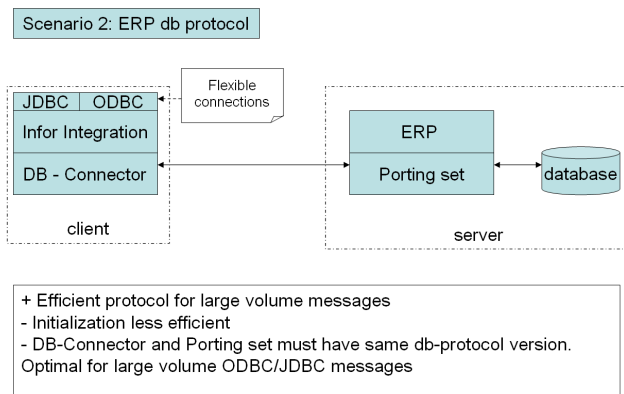 Scenario 2: ERP db protocol
Flexible
connections
JDBC ODBC
Infor Integration
DB - Connector
client
ERP
Porting set
database
server
+ Efficient protocol for large volume messages
- Initialization less efficient
- DB-Connector and Porting set must have same db-protocol version.
Optimal for large volume ODBC/JDBC messages